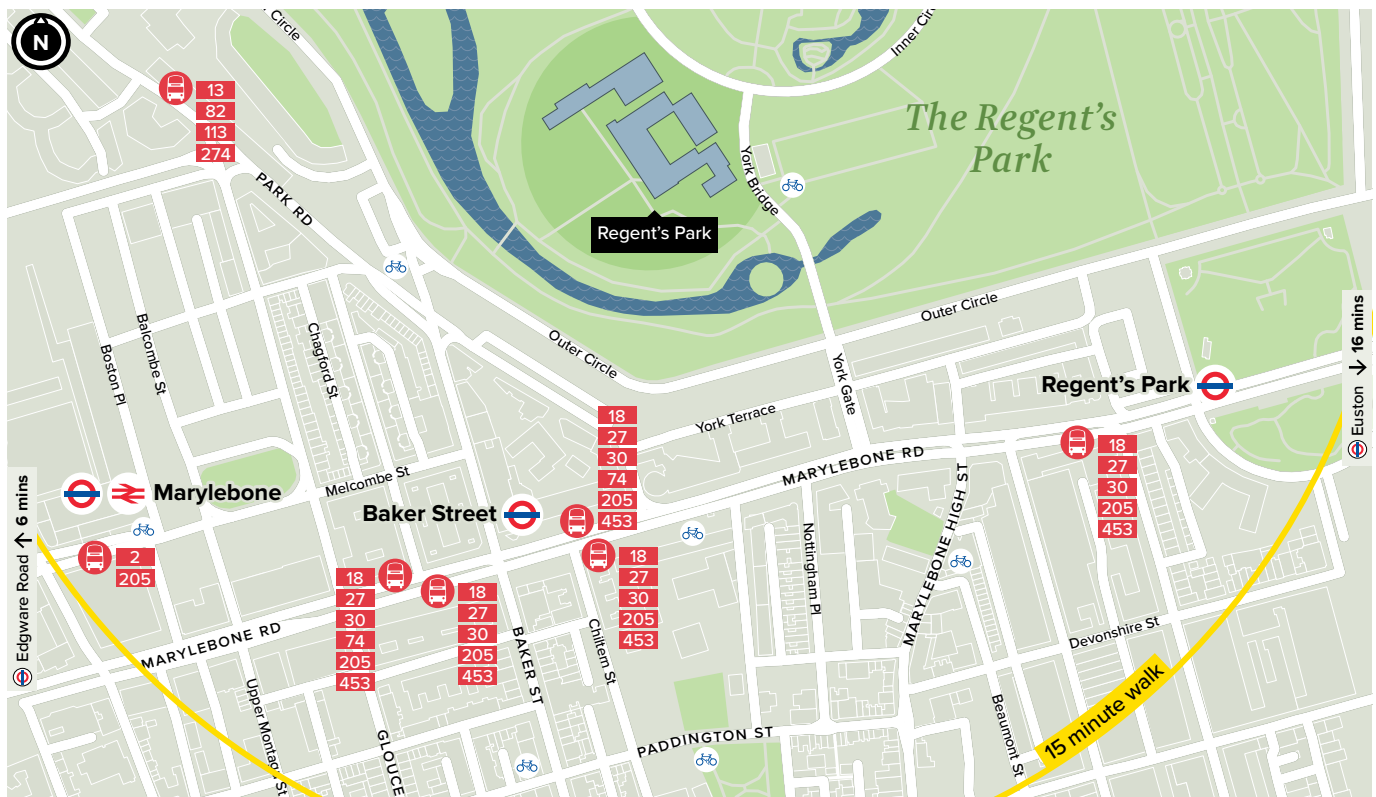 N
Circle
Inner Cir
13
82
113
274
The Regent's
Park
PARK RD
York Bridge
Regent's Park
Balcombe St
Boston Pl
Chagford St
Outer Circle
Outer Circle
York Gate
York Terrace
Regent's Park
Euston → 16 mins
18
27
30
74
205
453
MARYLEBONE RD
18
27
30
205
453
Marylebone
Melcombe St
Baker Street
Edgware Road ↑ 6 mins
2
205
18
27
30
74
205
453
18
27
30
205
453
18
27
30
205
453
Nottingham Pl
MARYLEBONE HIGH ST
Devonshire St
MARYLEBONE RD
BAKER ST
Chiltern St
Upper Montagu St
GLOUCE
PADDINGTON ST
Beaumont St
15 minute walk